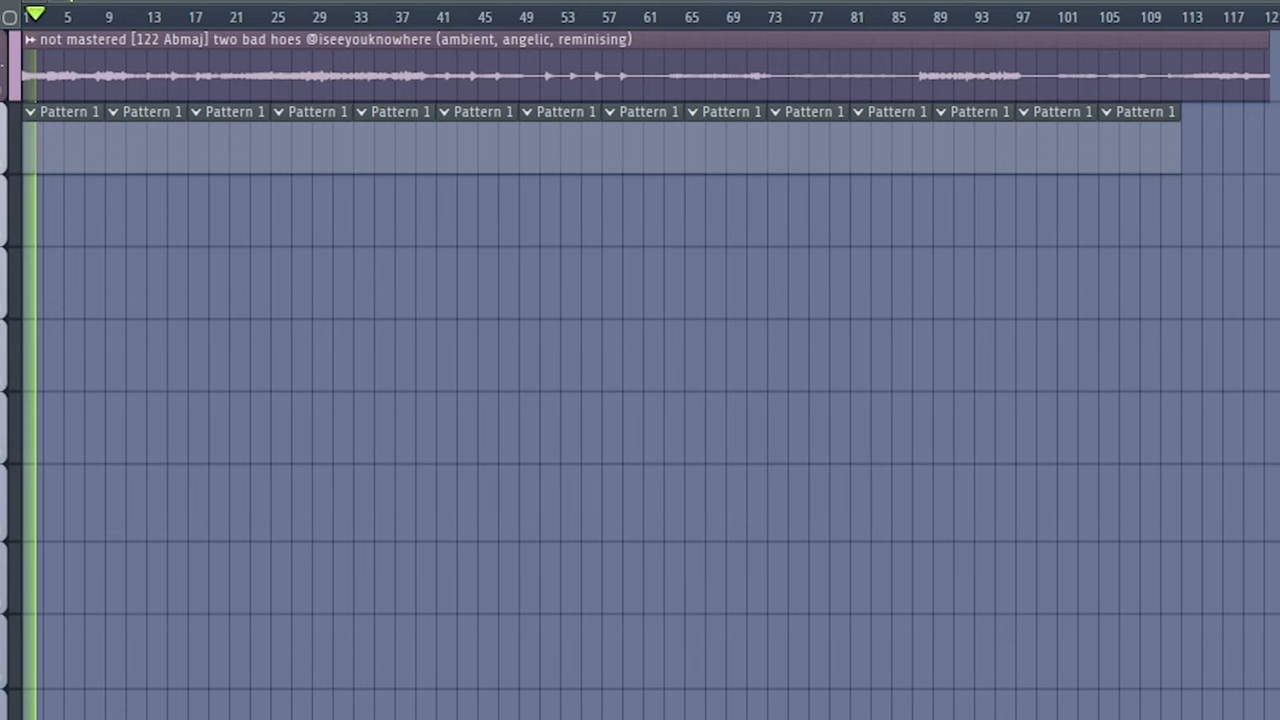 1 5 9 13 17 21 25 29 33 37 41 45 49 53 57 61 65 69 73 77 81 85 89 93 97 101 105 109 113 117 12
not mastered [122 Abmaj] two bad hoes @iseeyouknowhere (ambient, angelic, reminising)
Pattern 1 Pattern 1 Pattern 1 Pattern 1 Pattern 1 Pattern 1 Pattern 1 Pattern 1 Pattern 1 Pattern 1 Pattern 1 Pattern 1 Pattern 1 Pattern 1